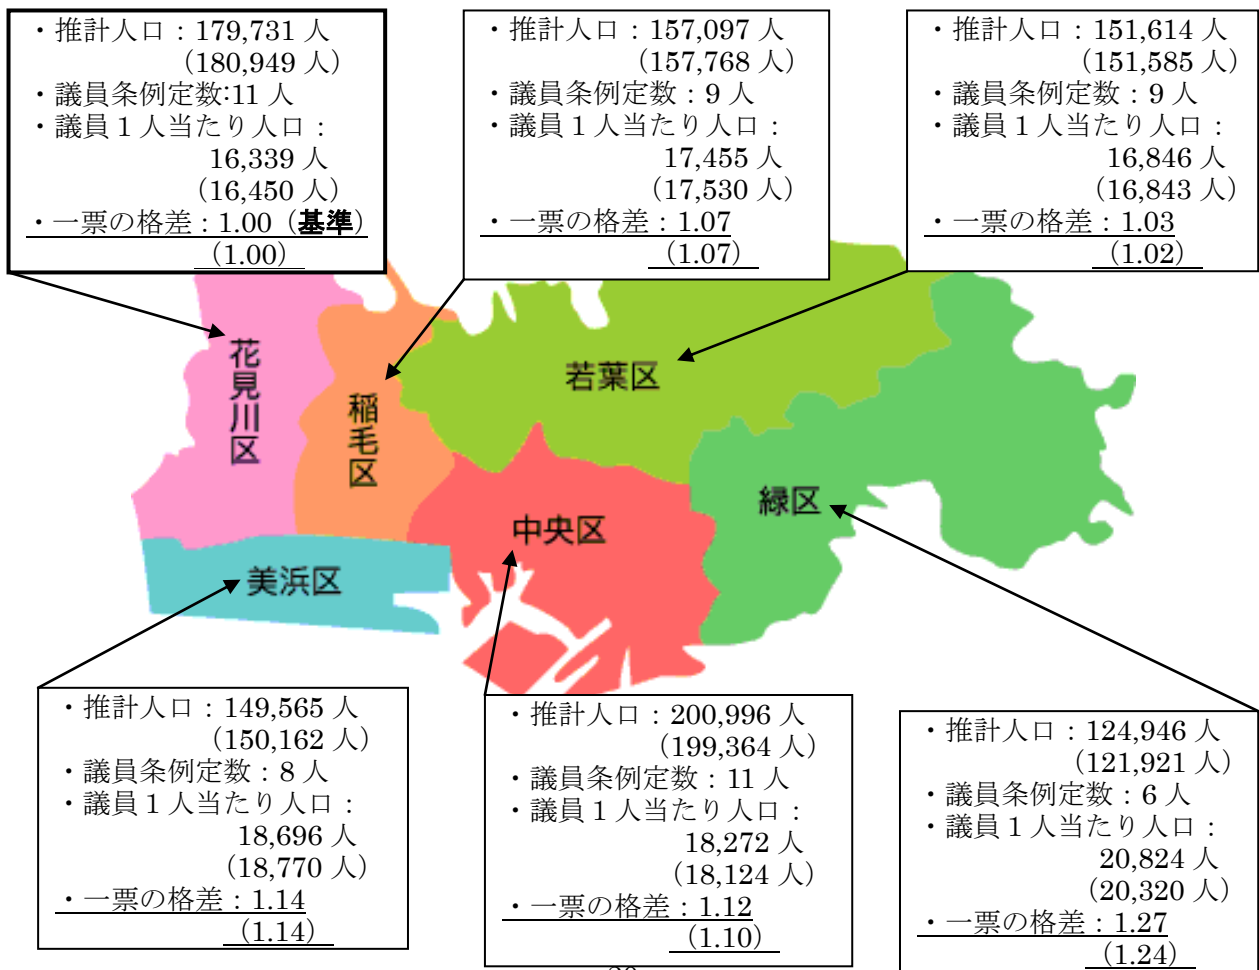 ・推計人口：179,731 人
（180,949 人）
・議員条例定数:11 人
・議員１人当たり人口：
16,339 人
（16,450 人）
・一票の格差：1.00（基準）
（1.00）
・推計人口：157,097 人
（157,768 人）
・議員条例定数：9 人
・議員１人当たり人口：
17,455 人
（17,530 人）
・一票の格差：1.07
（1.07）
・推計人口：151,614 人
（151,585 人）
・議員条例定数：9 人
・議員１人当たり人口：
16,846 人
（16,843 人）
・一票の格差：1.03
（1.02）
花見川区
稲毛区
若葉区
緑区
中央区
美浜区
・推計人口：149,565 人
（150,162 人）
・議員条例定数：8 人
・議員１人当たり人口：
18,696 人
（18,770 人）
・一票の格差：1.14
（1.14）
・推計人口：200,996 人
（199,364 人）
・議員条例定数：11 人
・議員１人当たり人口：
18,272 人
（18,124 人）
・一票の格差：1.12
（1.10）
・推計人口：124,946 人
（121,921 人）
・議員条例定数：6 人
・議員１人当たり人口：
20,824 人
（20,320 人）
・一票の格差：1.27
（1.24）